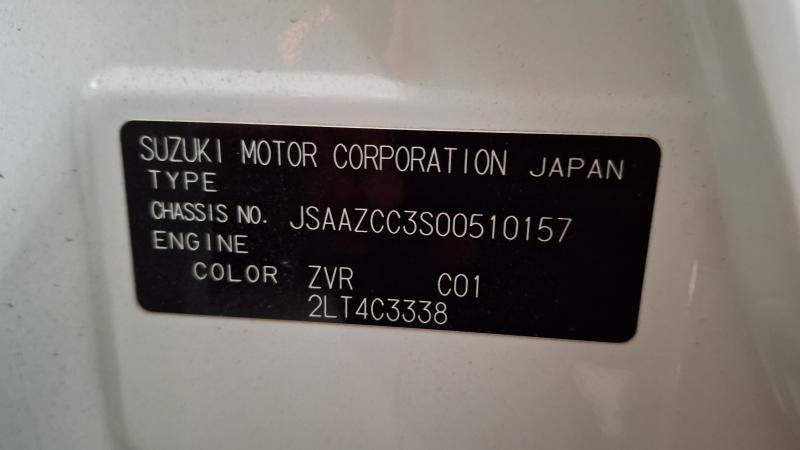 SUZUKI MOTOR CORPORATION JAPAN
TYPE
CHASSIS NO. JSAAZCC3S00510157
ENGINE
COLOR ZVR C01
2LT4C3338